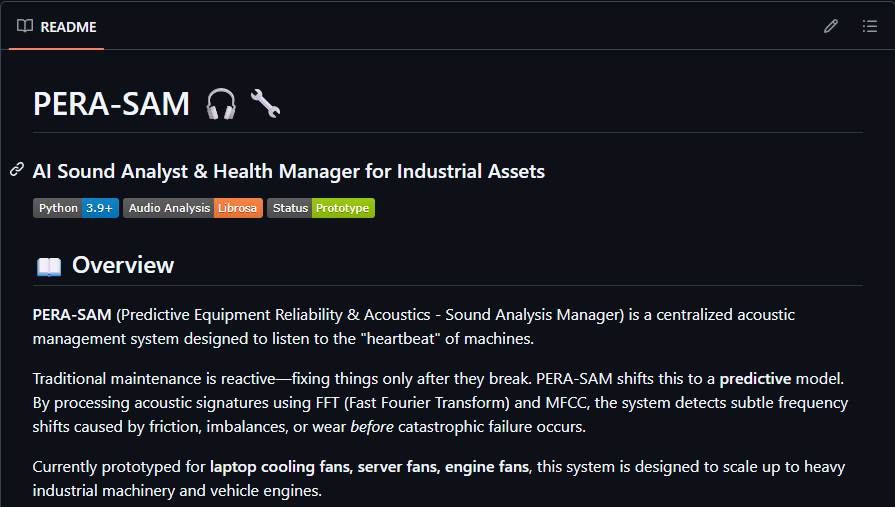 README
PERA-SAM 🎧 🔧
AI Sound Analyst & Health Manager for Industrial Assets
Python 3.9+ Audio Analysis Librosa Status Prototype
📖 Overview
PERA-SAM (Predictive Equipment Reliability & Acoustics - Sound Analysis Manager) is a centralized acoustic
management system designed to listen to the "heartbeat" of machines.
Traditional maintenance is reactive—fixing things only after they break. PERA-SAM shifts this to a predictive model.
By processing acoustic signatures using FFT (Fast Fourier Transform) and MFCC, the system detects subtle frequency
shifts caused by friction, imbalances, or wear before catastrophic failure occurs.
Currently prototyped for laptop cooling fans, server fans, engine fans, this system is designed to scale up to heavy
industrial machinery and vehicle engines.